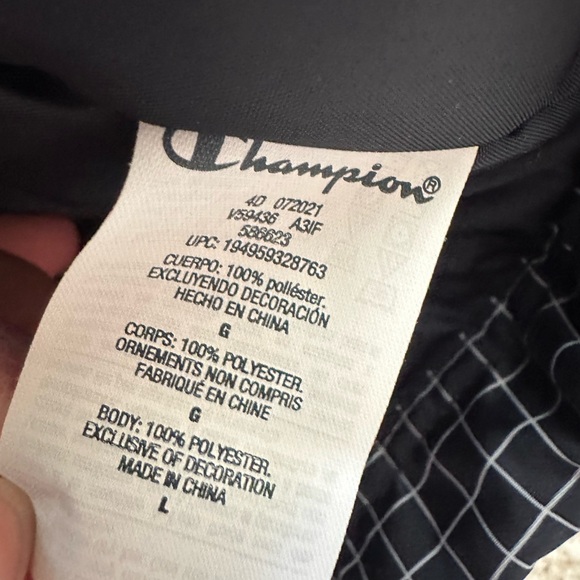 Champion®
4D 072021
V59436 A3IF
586623
UPC: 194959328763
CUERPO: 100% poliéster.
EXCLUYENDO DECORACIÓN
HECHO EN CHINA
G
CORPS: 100% POLYESTER.
ORNEMENTS NON COMPRIS
FABRIQUÉ EN CHINE
G
BODY: 100% POLYESTER.
EXCLUSIVE OF DECORATION
MADE IN CHINA
L